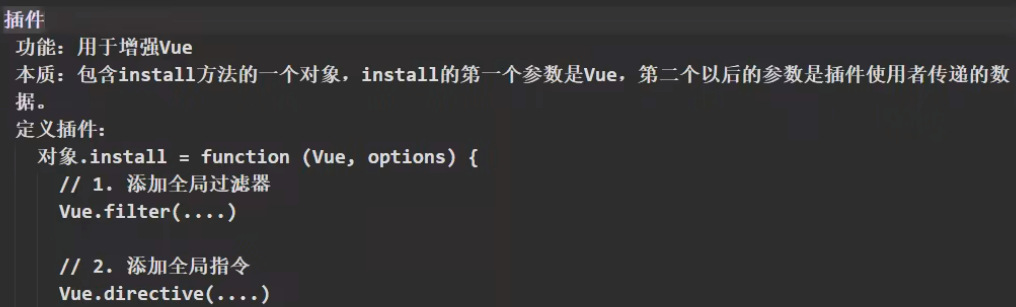 插件
功能：用于增强Vue
本质：包含install方法的一个对象，install的第一个参数是Vue，第二个以后的参数是插件使用者传递的数
据。
定义插件：
对象.install = function (Vue, options) {
// 1. 添加全局过滤器
Vue.filter(....)
// 2. 添加全局指令
Vue.directive(....)